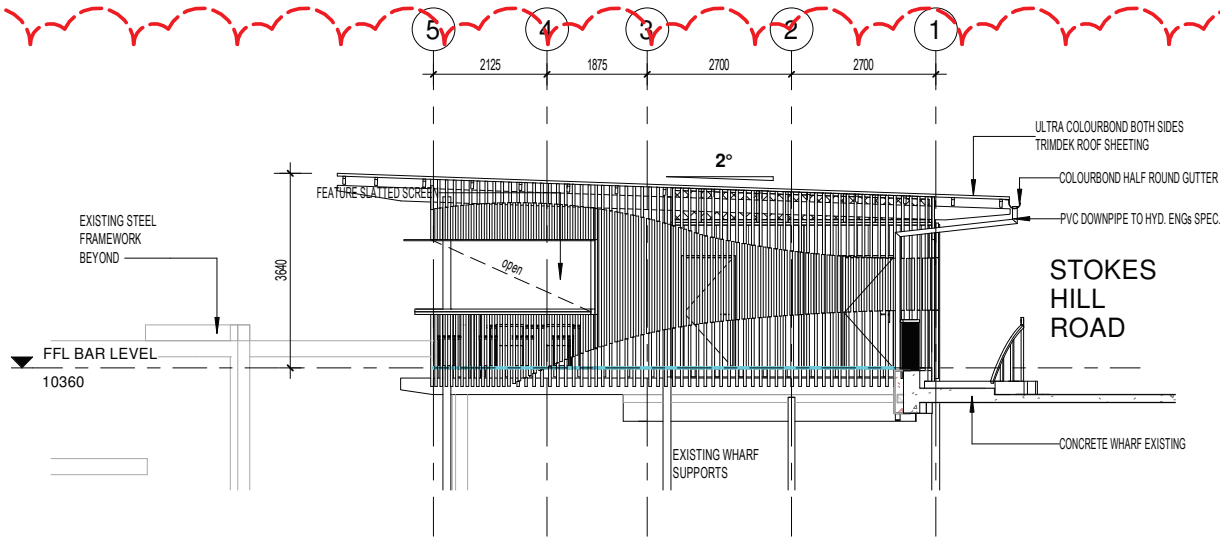 5 4 3 2 1
2125 1875 2700 2700
ULTRA COLOURBOND BOTH SIDES
TRIMDEK ROOF SHEETING
2°
COLOURBOND HALF ROUND GUTTER
FEATURE SLATTED SCREEN
EXISTING STEEL
FRAMEWORK
BEYOND
PVC DOWNPIPE TO HYD. ENGs SPEC.
3640
open
STOKES
HILL
ROAD
FFL BAR LEVEL
10360
EXISTING WHARF
SUPPORTS
CONCRETE WHARF EXISTING